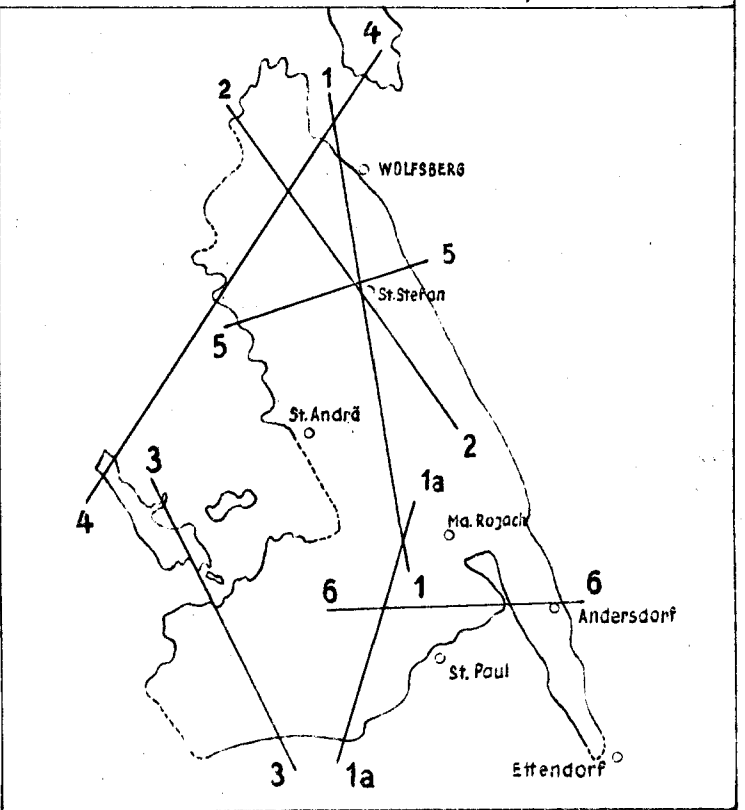 4
1
2
WOLFSBERG
5
St.Stefan
5
St.Andrä
2
3
1a
4
Ma. Rojach
6
1
6
Andersdorf
St. Paul
Ettendorf
3
1a